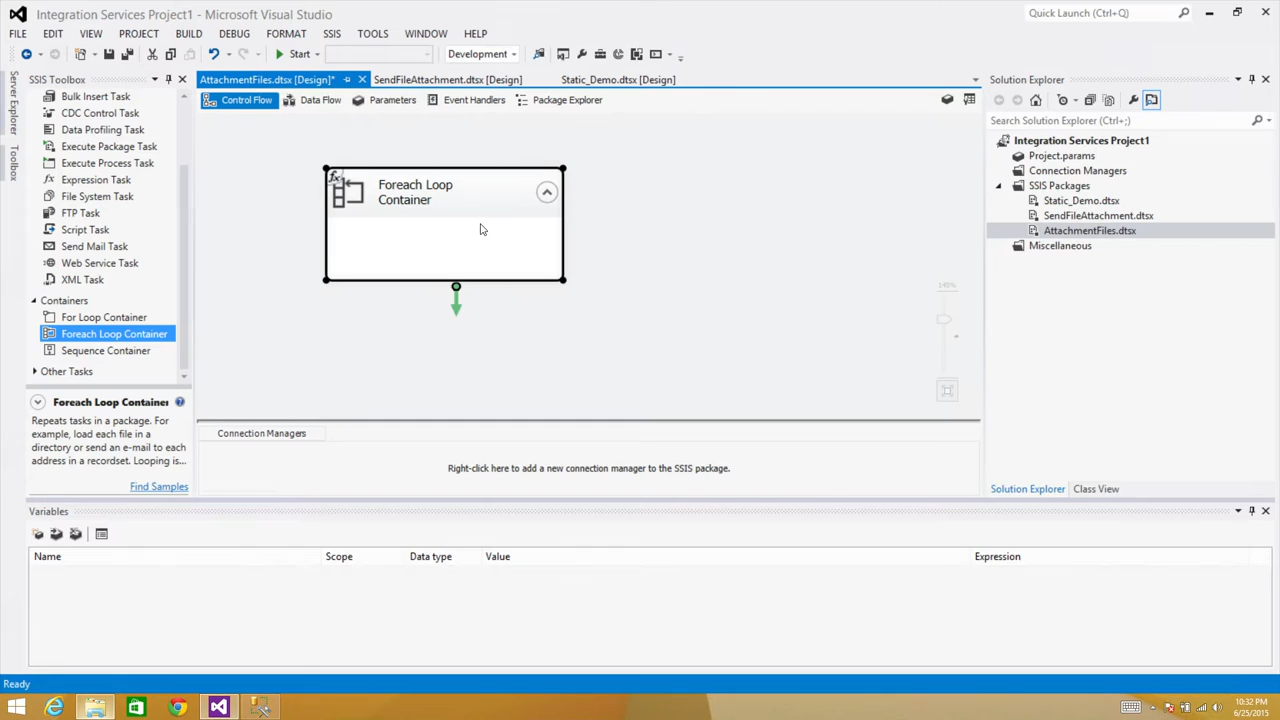 Integration Services Project1 - Microsoft Visual Studio
Quick Launch (Ctrl+Q)
FILE EDIT VIEW PROJECT BUILD DEBUG FORMAT SSIS TOOLS WINDOW HELP
Start
Development
Server Explorer
Toolbox
SSIS Toolbox
Bulk Insert Task
CDC Control Task
Data Profiling Task
Execute Package Task
Execute Process Task
Expression Task
File System Task
FTP Task
Script Task
Send Mail Task
Web Service Task
XML Task
Containers
For Loop Container
Foreach Loop Container
Sequence Container
Other Tasks
Foreach Loop Container
Repeats tasks in a package. For
example, load each file in a
directory or send an e-mail to each
address in a recordset. Looping is...
Find Samples
AttachmentFiles.dtsx [Design]*
SendFileAttachment.dtsx [Design]
Static_Demo.dtsx [Design]
Control Flow
Data Flow
Parameters
Event Handlers
Package Explorer
fx
Foreach Loop
Container
140%
Connection Managers
Right-click here to add a new connection manager to the SSIS package.
Solution Explorer
Search Solution Explorer (Ctrl+;)
Integration Services Project1
Project.params
Connection Managers
SSIS Packages
Static_Demo.dtsx
SendFileAttachment.dtsx
AttachmentFiles.dtsx
Miscellaneous
Solution Explorer
Class View
Variables
Name Scope Data type Value Expression
Ready
10:32 PM
6/25/2015